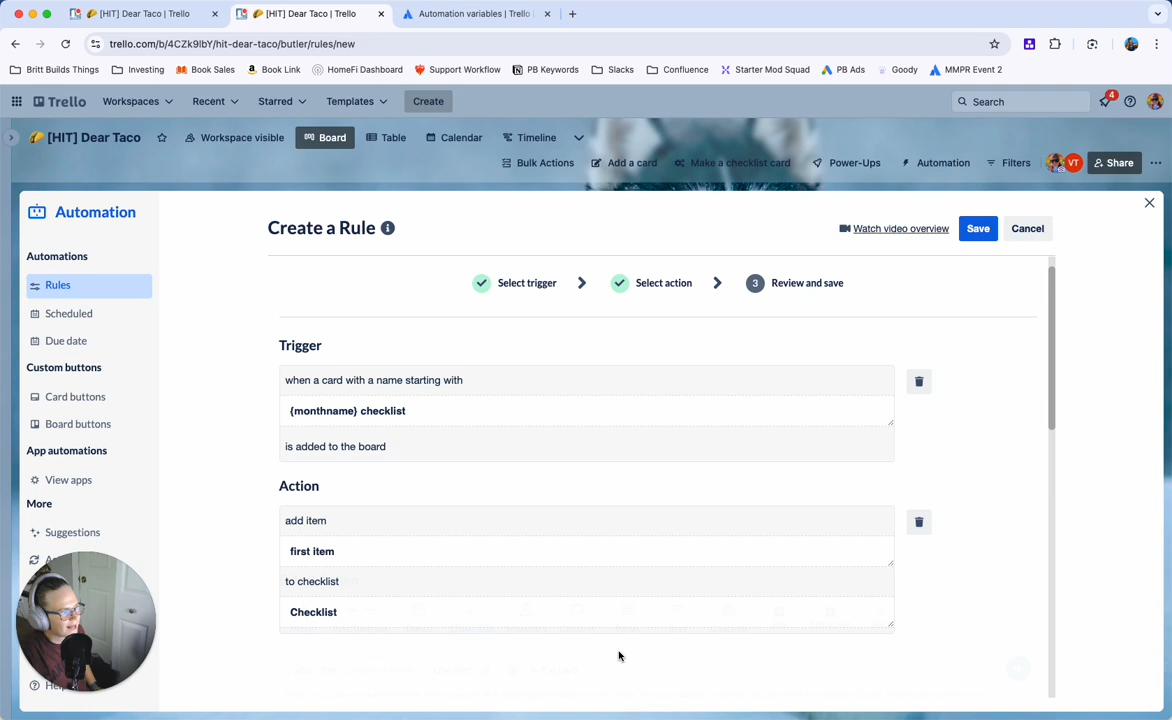 [HIT] Dear Taco | Trello
[HIT] Dear Taco | Trello
Automation variables | Trello
trello.com/b/4CZk9lbY/hit-dear-taco/butler/rules/new
Britt Builds Things
Investing
Book Sales
Book Link
HomeFi Dashboard
Support Workflow
PB Keywords
Slacks
Confluence
Starter Mod Squad
PB Ads
Goody
MMPR Event 2
Trello
Workspaces
Recent
Starred
Templates
Create
Search
4
[HIT] Dear Taco
Workspace visible
Board
Table
Calendar
Timeline
Bulk Actions
Add a card
Make a checklist card
Power-Ups
Automation
Filters
VT
Share
Automation
Automations
Rules
Scheduled
Due date
Custom buttons
Card buttons
Board buttons
App automations
View apps
More
Suggestions
Create a Rule
Watch video overview
Save
Cancel
Select trigger
Select action
3
Review and save
Trigger
when a card with a name starting with
{monthname} checklist
is added to the board
Action
add item
first item
to checklist
Checklist